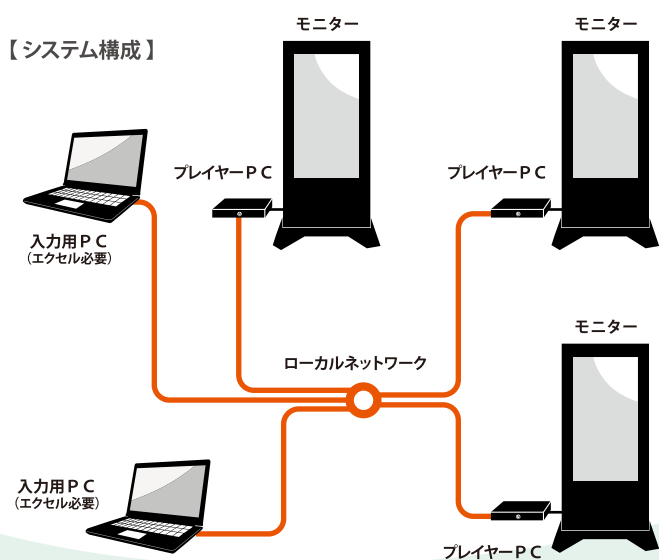 【システム構成】
モニター
モニター
プレイヤーＰＣ
プレイヤーＰＣ
入力用ＰＣ
（エクセル必要）
モニター
ローカルネットワーク
入力用ＰＣ
（エクセル必要）
プレイヤーＰＣ